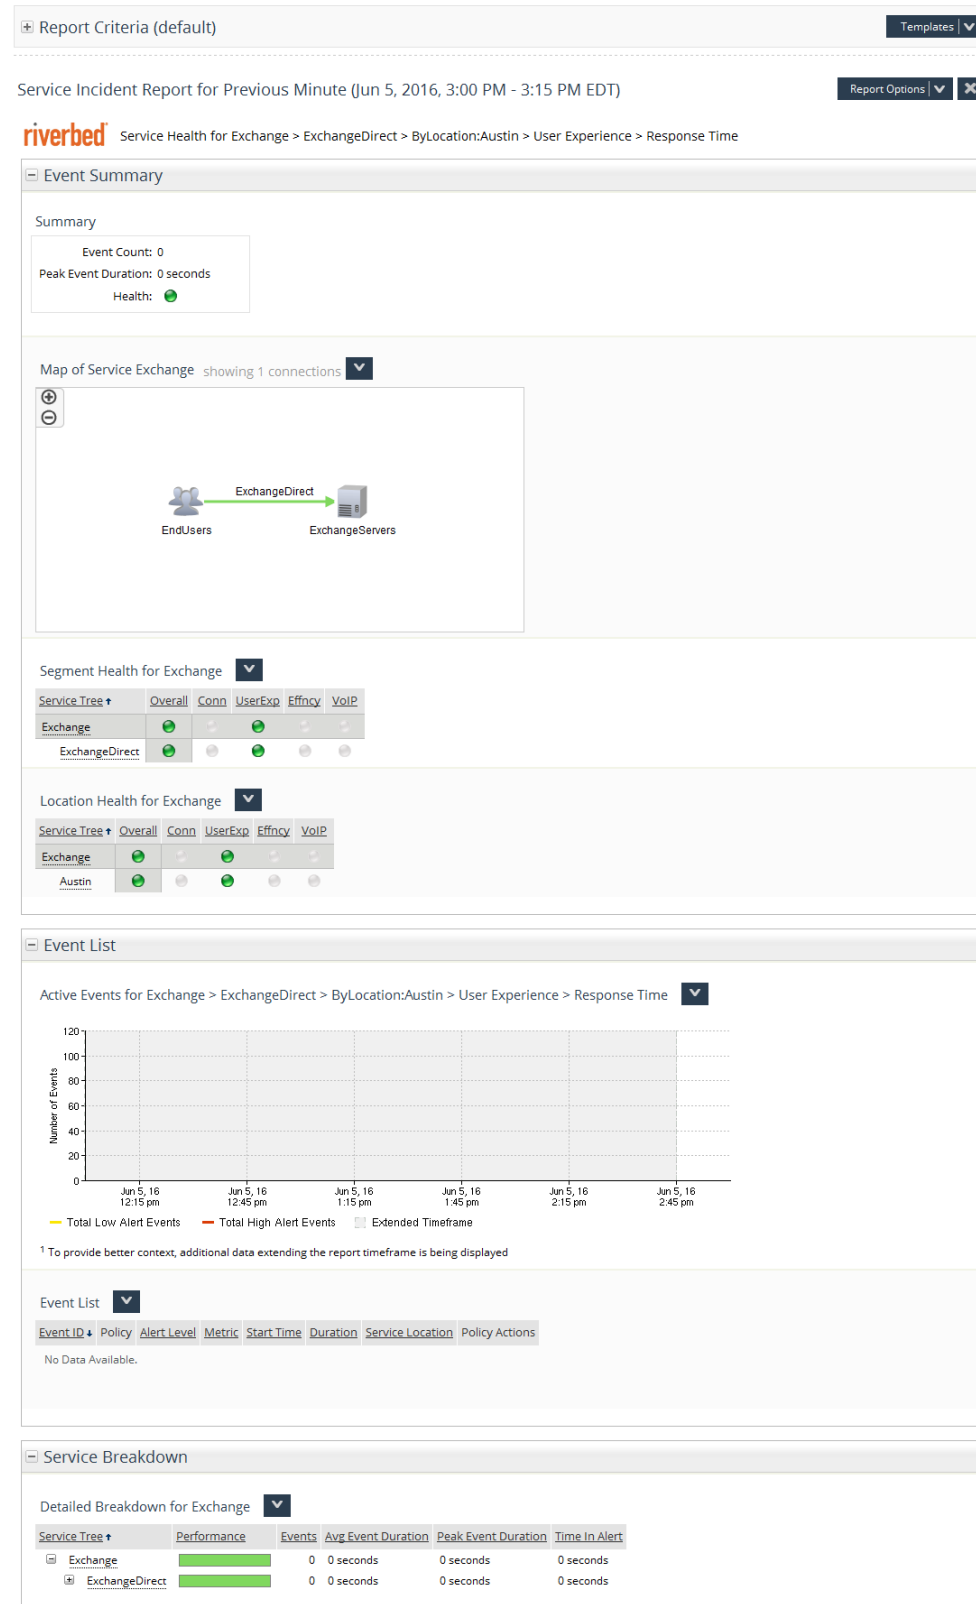 Report Criteria (default)
Templates
Service Incident Report for Previous Minute (Jun 5, 2016, 3:00 PM - 3:15 PM EDT)
Report Options
riverbed Service Health for Exchange > ExchangeDirect > ByLocation:Austin > User Experience > Response Time
Event Summary
Summary
Event Count: 0
Peak Event Duration: 0 seconds
Health:
Map of Service Exchange showing 1 connections
ExchangeDirect
EndUsers ExchangeServers
Segment Health for Exchange
Service Tree Overall Conn UserExp Effncy VoIP
Exchange
ExchangeDirect
Location Health for Exchange
Service Tree Overall Conn UserExp Effncy VoIP
Exchange
Austin
Event List
Active Events for Exchange > ExchangeDirect > ByLocation:Austin > User Experience > Response Time
Number of Events
120
100
80
60
40
20
0
Jun 5, 16 Jun 5, 16 Jun 5, 16 Jun 5, 16 Jun 5, 16 Jun 5, 16
12:15 pm 12:45 pm 1:15 pm 1:45 pm 2:15 pm 2:45 pm
Total Low Alert Events Total High Alert Events Extended Timeframe
1 To provide better context, additional data extending the report timeframe is being displayed
Event List
Event ID Policy Alert Level Metric Start Time Duration Service Location Policy Actions
No Data Available.
Service Breakdown
Detailed Breakdown for Exchange
Service Tree Performance Events Avg Event Duration Peak Event Duration Time In Alert
Exchange 0 0 seconds 0 seconds 0 seconds
ExchangeDirect 0 0 seconds 0 seconds 0 seconds